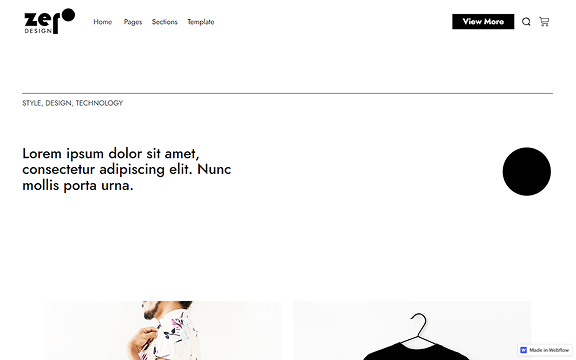 zero
DESIGN
Home Pages Sections Template
View More
STYLE, DESIGN, TECHNOLOGY
Lorem ipsum dolor sit amet,
consectetur adipiscing elit. Nunc
mollis porta urna.
Made in Webflow